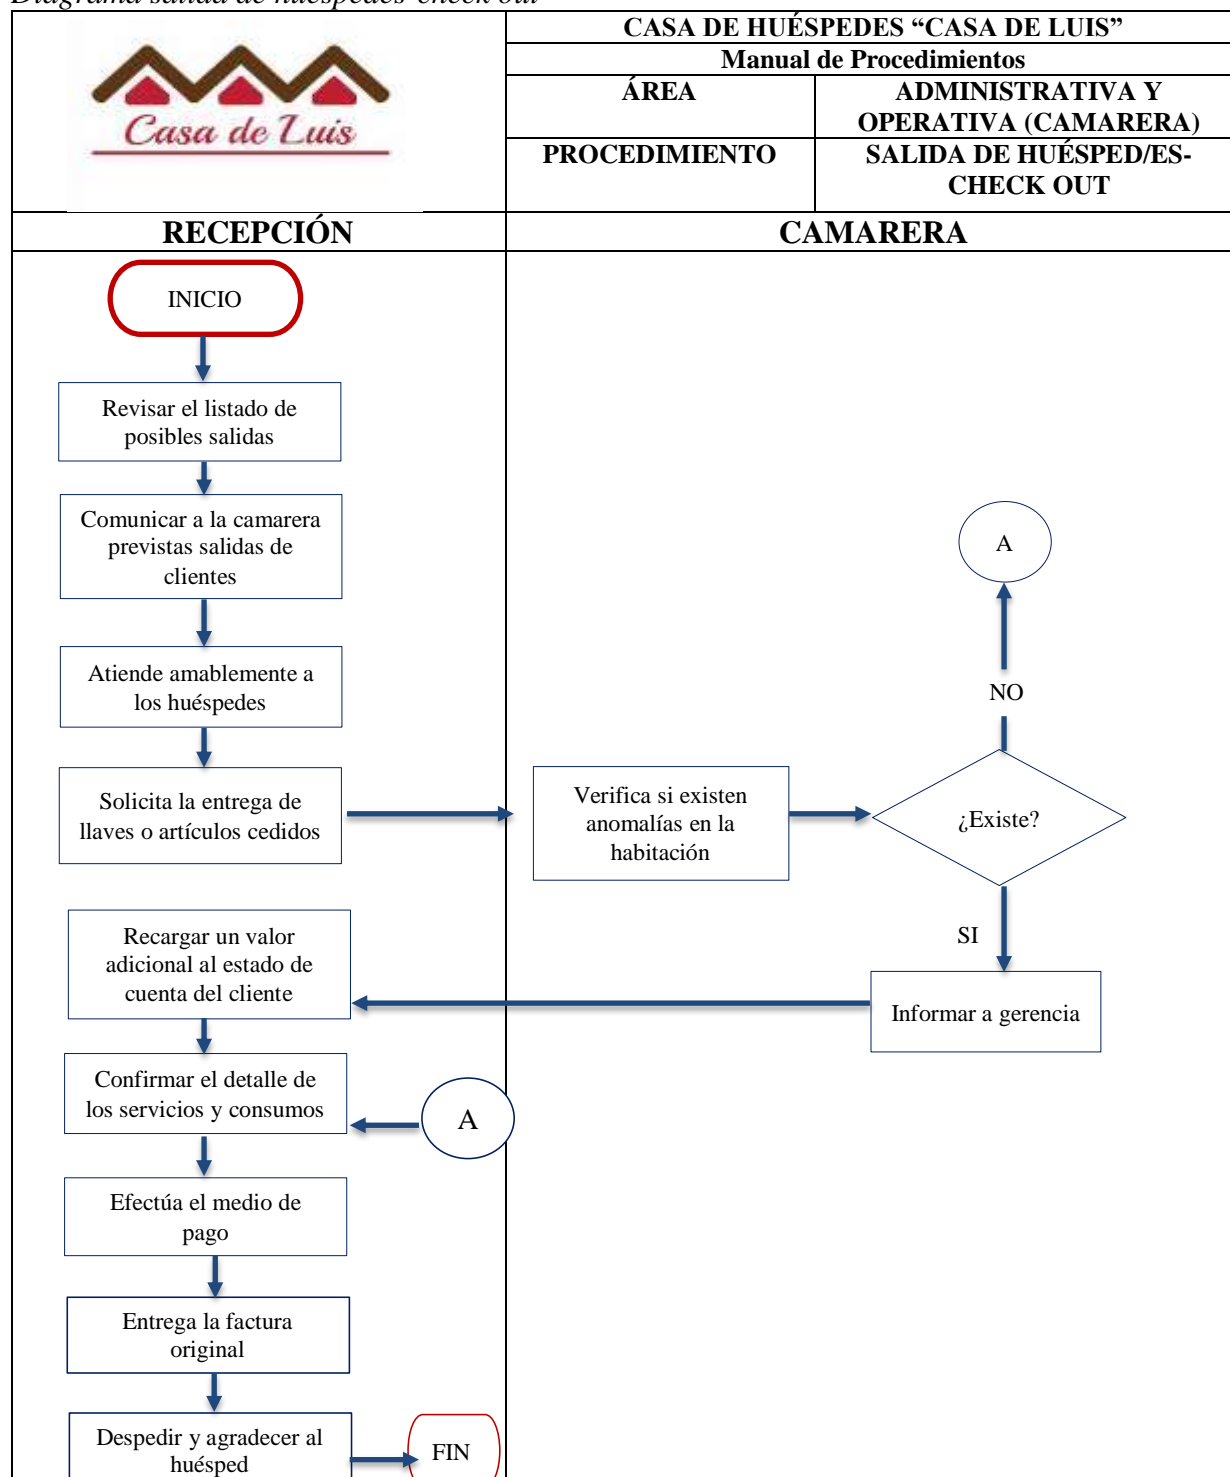 Diagrama salida de huéspedes-check out
CASA DE HUÉSPEDES “CASA DE LUIS”
Manual de Procedimientos
Casa de Luis
ÁREA
ADMINISTRATIVA Y
OPERATIVA (CAMARERA)
PROCEDIMIENTO
SALIDA DE HUÉSPED/ES-
CHECK OUT
RECEPCIÓN
CAMARERA
INICIO
Revisar el listado de
posibles salidas
Comunicar a la camarera
previstas salidas de
clientes
Atiende amablemente a
los huéspedes
Solicita la entrega de
llaves o artículos cedidos
Verifica si existen
anomalías en la
habitación
¿Existe?
NO
A
SI
Informar a gerencia
Recargar un valor
adicional al estado de
cuenta del cliente
Confirmar el detalle de
los servicios y consumos
A
Efectúa el medio de
pago
Entrega la factura
original
Despedir y agradecer al
huésped
FIN